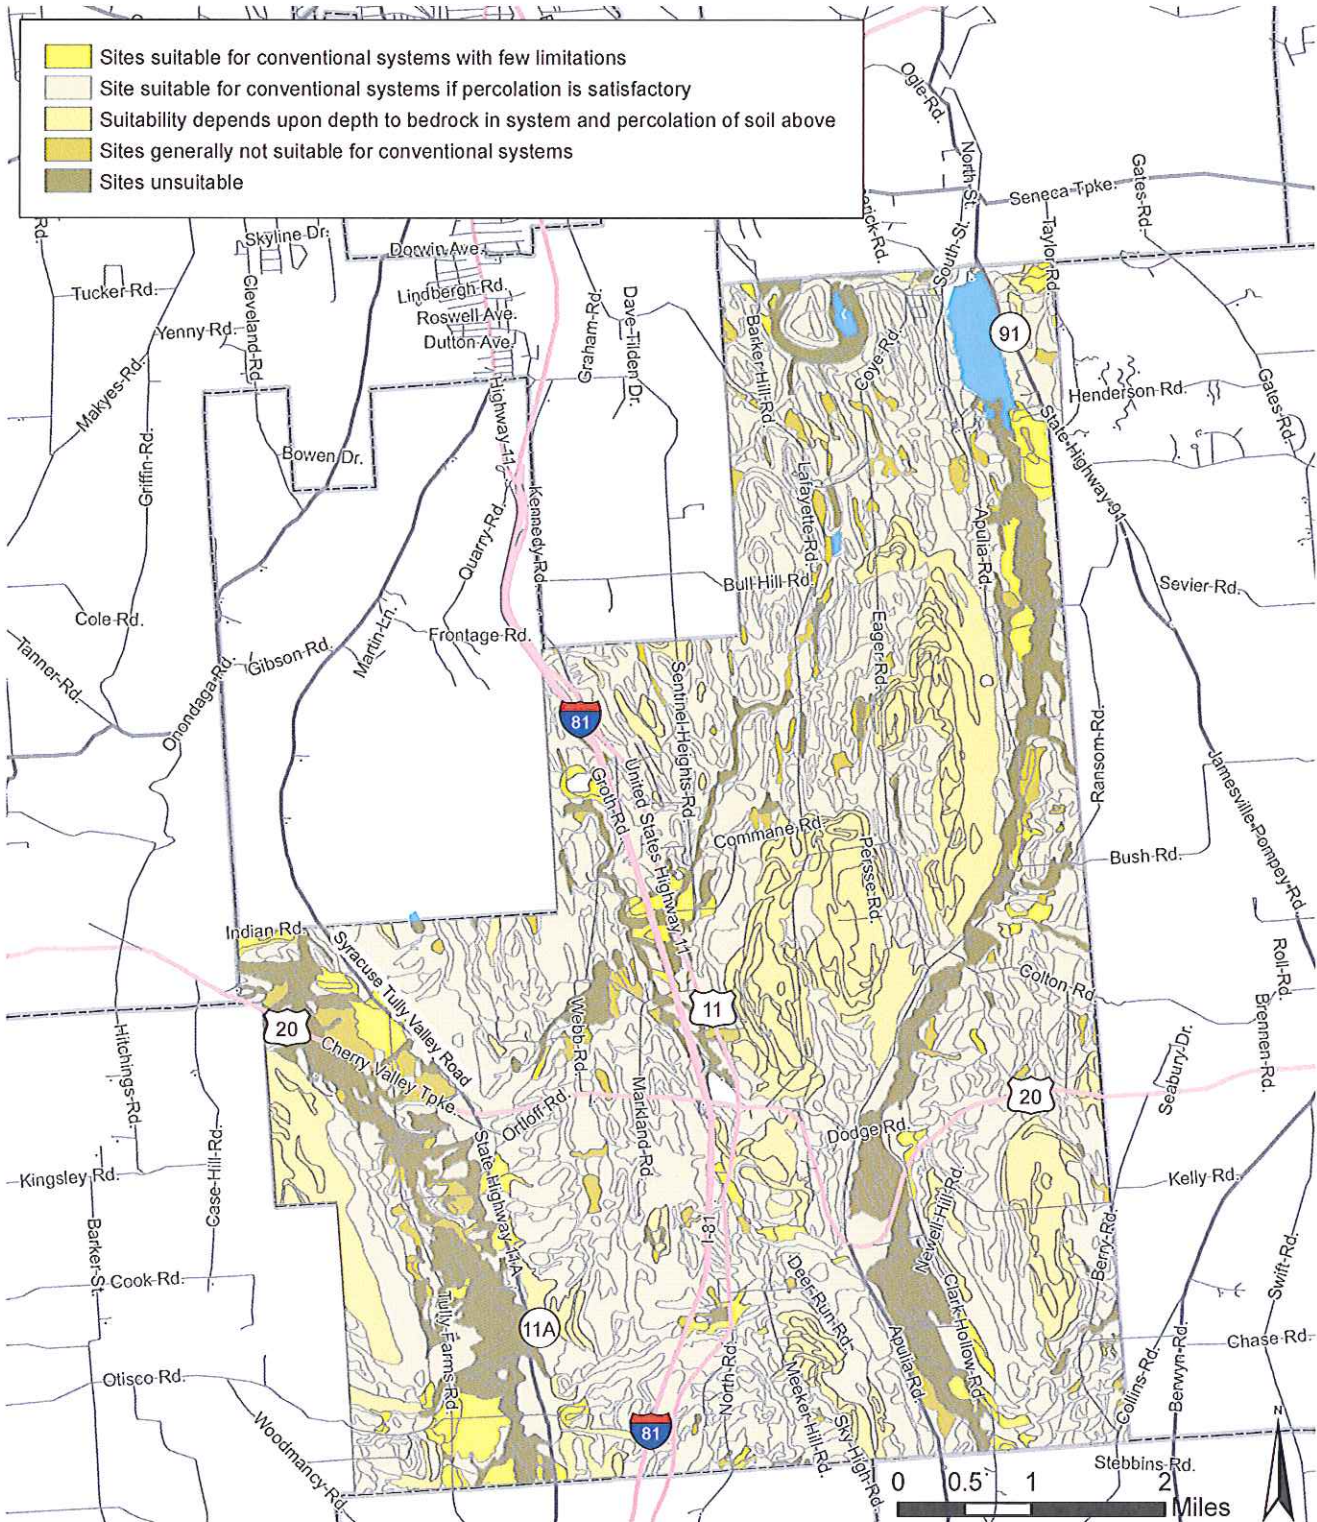 Sites suitable for conventional systems with few limitations
Site suitable for conventional systems if percolation is satisfactory
Suitability depends upon depth to bedrock in system and percolation of soil above
Sites generally not suitable for conventional systems
Sites unsuitable
Ogle Rd.
North St.
Seneca Tpke.
Gates Rd.
Taylor Rd.
South St.
Rd.
Skyline Dr.
Dorwin Ave.
Tucker Rd.
Cleveland Rd.
Lindbergh Rd.
Roswell Ave.
Dutton Ave.
Yenny Rd.
Graham Rd.
Dave Tilden Dr.
Barker Hill Rd
Coye Rd.
91
Henderson Rd.
Gates Rd.
Makyes Rd.
Griffin Rd.
Highway 11
State Highway 91
Bowen Dr.
Kennedy Rd.
Quarry Rd.
Lafayette Rd.
Apulia Rd.
Bull Hill Rd.
Sevier Rd.
Cole Rd.
Martin Ln.
Frontage Rd.
Eager Rd.
Tanner Rd.
Onondaga Rd.
Gibson Rd.
Sentinel Heights Rd.
81
Ransom Rd.
Jamesville Pompey Rd
Groth Rd.
United States Highway 11
Commane Rd.
Persse Rd.
Bush Rd.
Indian Rd.
Syracuse Tully Valley Road
Colton Rd.
Roll Rd.
Brennen Rd.
20
11
Webb Rd.
Hitchings Rd.
Cherry Valley Tpke.
Seabury Dr.
20
Ortloff Rd.
Markland Rd.
Dodge Rd.
Kingsley Rd.
Case Hill Rd.
State Highway 11A
Kelly Rd.
Newell Hill Rd.
Barker St.
I-81
Berry Rd.
Swift Rd.
Cook Rd.
Deer Run Rd.
Clark Hollow Rd.
Tully Farms Rd.
11A
Apulia Rd.
Chase Rd.
Otisco Rd.
North Rd.
Meeker Hill Rd.
Collins Rd.
Berwyn Rd.
Woodmancy Rd.
81
Sky High Rd.
Stebbins Rd.
N
0 0.5 1 2
Miles